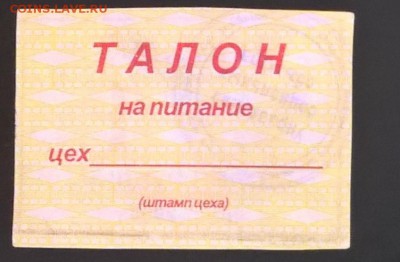 COINS.LAVE.RU
ТАЛОН
на питание
цех
(штамп цеха)